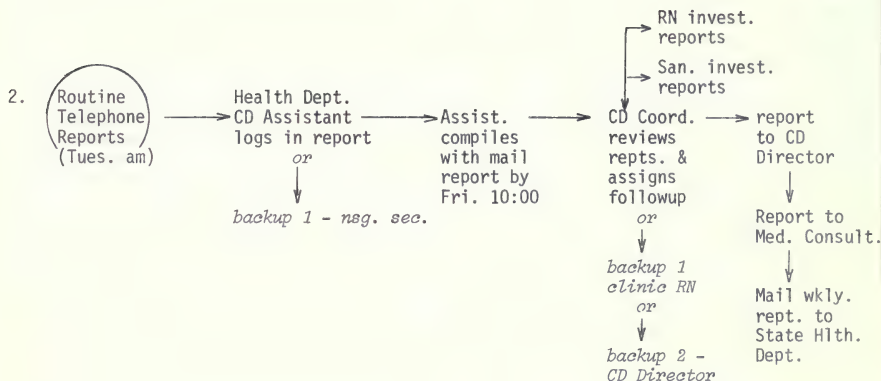 2.
Routine
Telephone
Reports
(Tues. am)
Health Dept.
CD Assistant
logs in report
or
backup 1 - nsg. sec.
Assist.
compiles
with mail
report by
Fri. 10:00
RN invest.
reports
San. invest.
reports
CD Coord.
reviews
repts. &
assigns
followup
or
backup 1
clinic RN
or
backup 2 -
CD Director
report
to CD
Director
Report to
Med. Consult.
Mail wkly.
rept. to
State Hlth.
Dept.